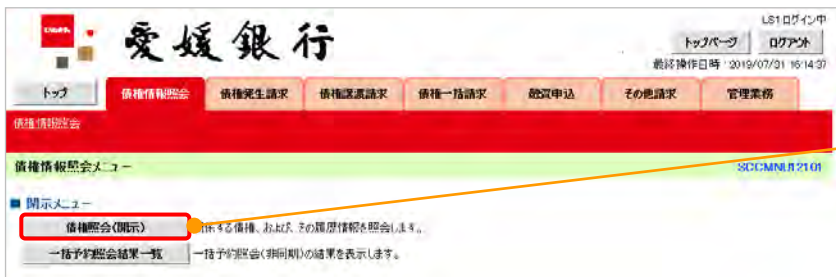 愛媛銀行
LS1ログイン中
トップページ ログアウト
最終操作日時:2019/07/31 16:14:37
トップ 債権情報照会 債権発生請求 債権譲渡請求 債権一括請求 融資申込 その他請求 管理業務
債権情報照会
債権情報照会メニュー SCCMNU12101
■ 開示メニュー
債権照会(開示) 係する債権、および、その履歴情報を照会します。
一括予約照会結果一覧 一括予約照会(非同期)の結果を表示します。